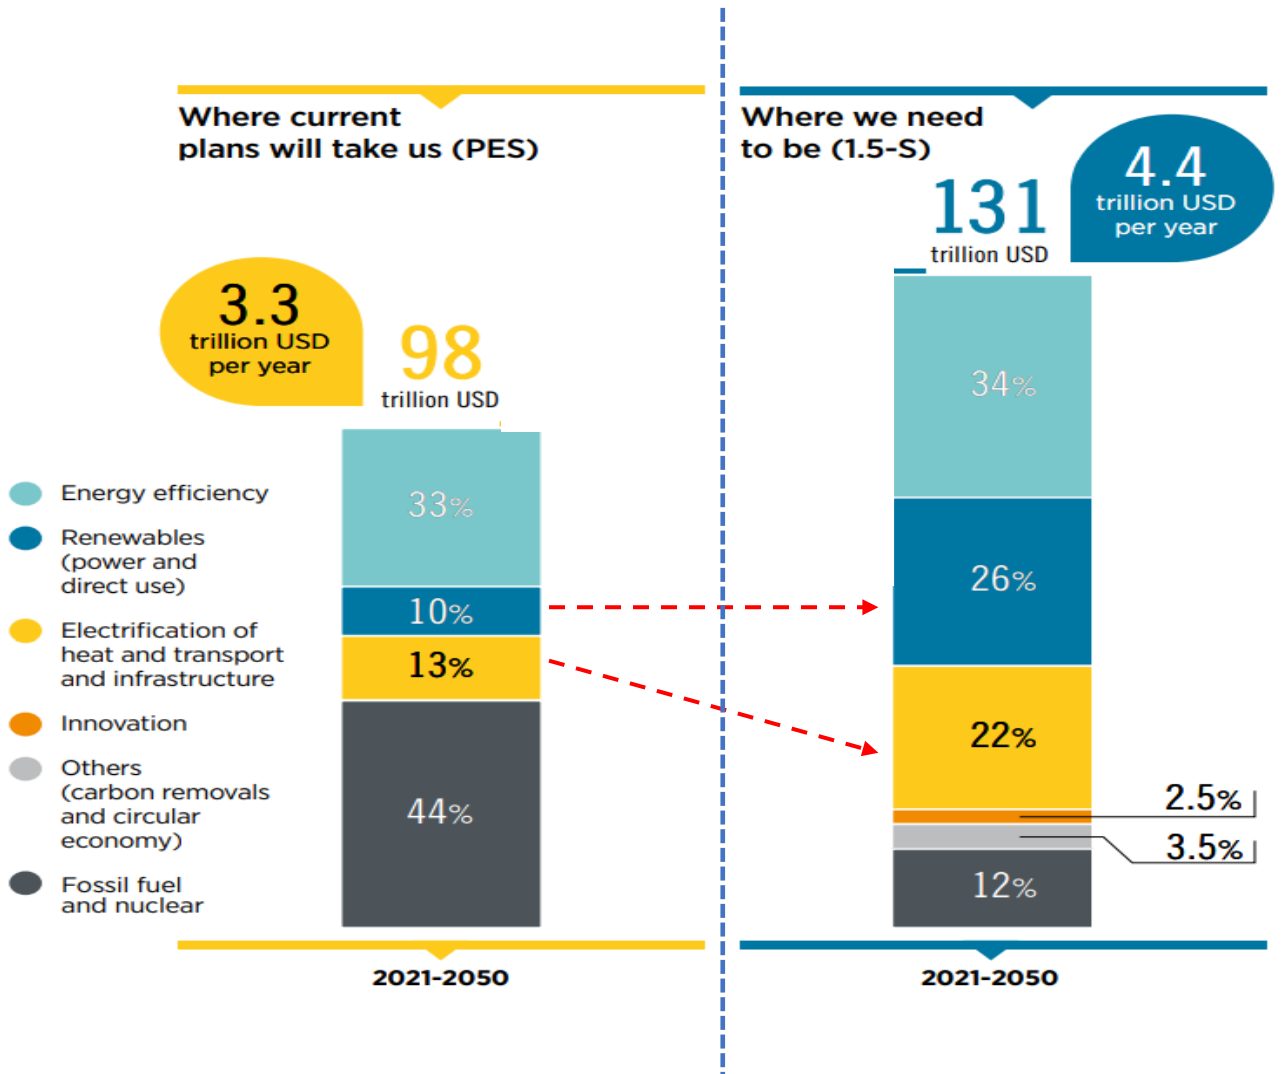 Where current
plans will take us (PES)
3.3
trillion USD
per year
98
trillion USD
Energy efficiency
Renewables
(power and
direct use)
Electrification of
heat and transport
and infrastructure
Innovation
Others
(carbon removals
and circular
economy)
Fossil fuel
and nuclear
33%
10%
13%
44%
2021-2050
Where we need
to be (1.5-S)
131
trillion USD
4.4
trillion USD
per year
34%
26%
22%
2.5%
3.5%
12%
2021-2050